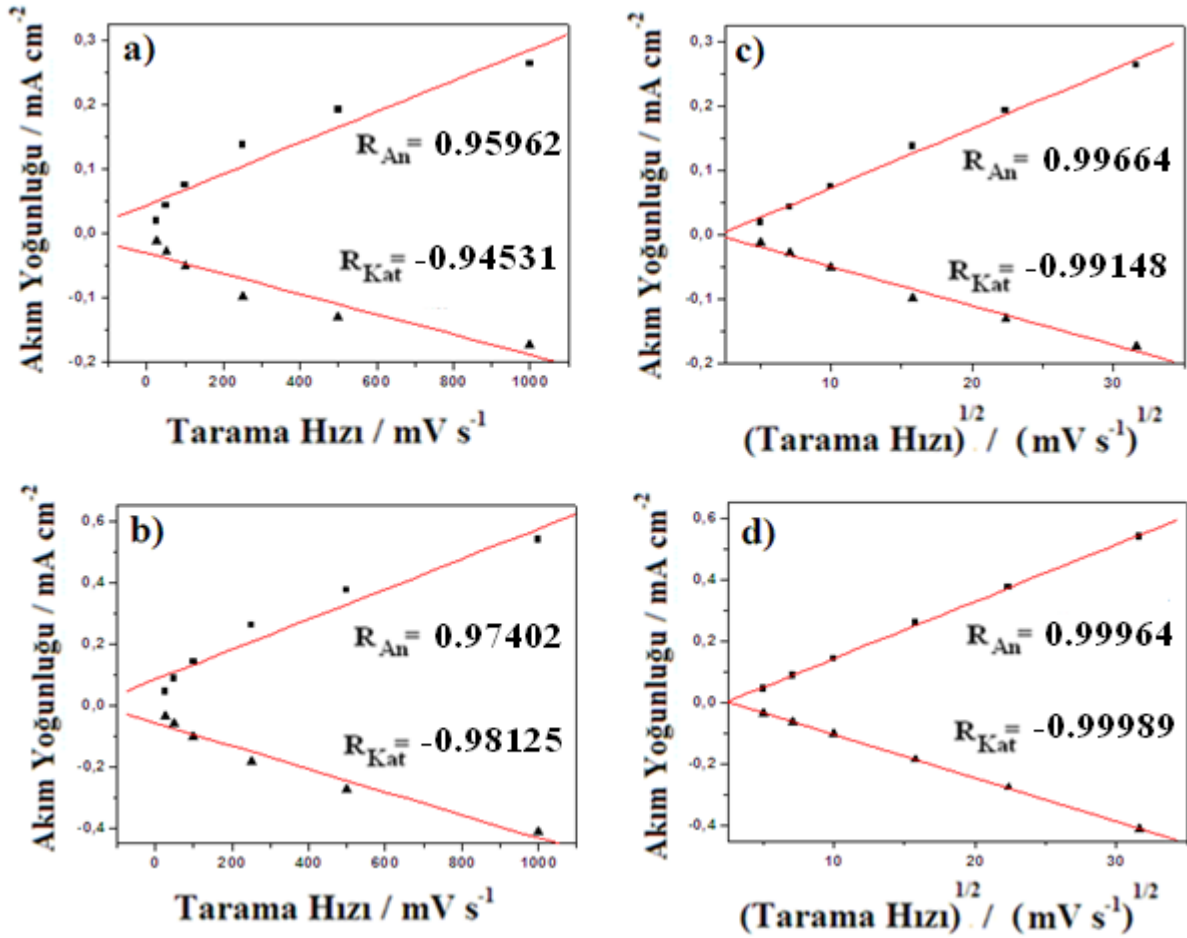 a)
Akım Yoğunluğu / mA cm-2
0,3
0,2
0,1
0,0
-0,1
-0,2
RAn= 0.95962
RKat= -0.94531
0 200 400 600 800 1000
Tarama Hızı / mV s-1
c)
Akım Yoğunluğu / mA cm-2
0,3
0,2
0,1
0,0
-0,1
-0,2
RAn= 0.99664
RKat= -0.99148
10 20 30
(Tarama Hızı)1/2 / (mV s-1)1/2
b)
Akım Yoğunluğu / mA cm-2
0,6
0,4
0,2
0,0
-0,2
-0,4
RAn= 0.97402
RKat= -0.98125
0 200 400 600 800 1000
Tarama Hızı / mV s-1
d)
Akım Yoğunluğu / mA cm-2
0,6
0,4
0,2
0,0
-0,2
-0,4
RAn= 0.99964
RKat= -0.99989
10 20 30
(Tarama Hızı)1/2 / (mV s-1)1/2